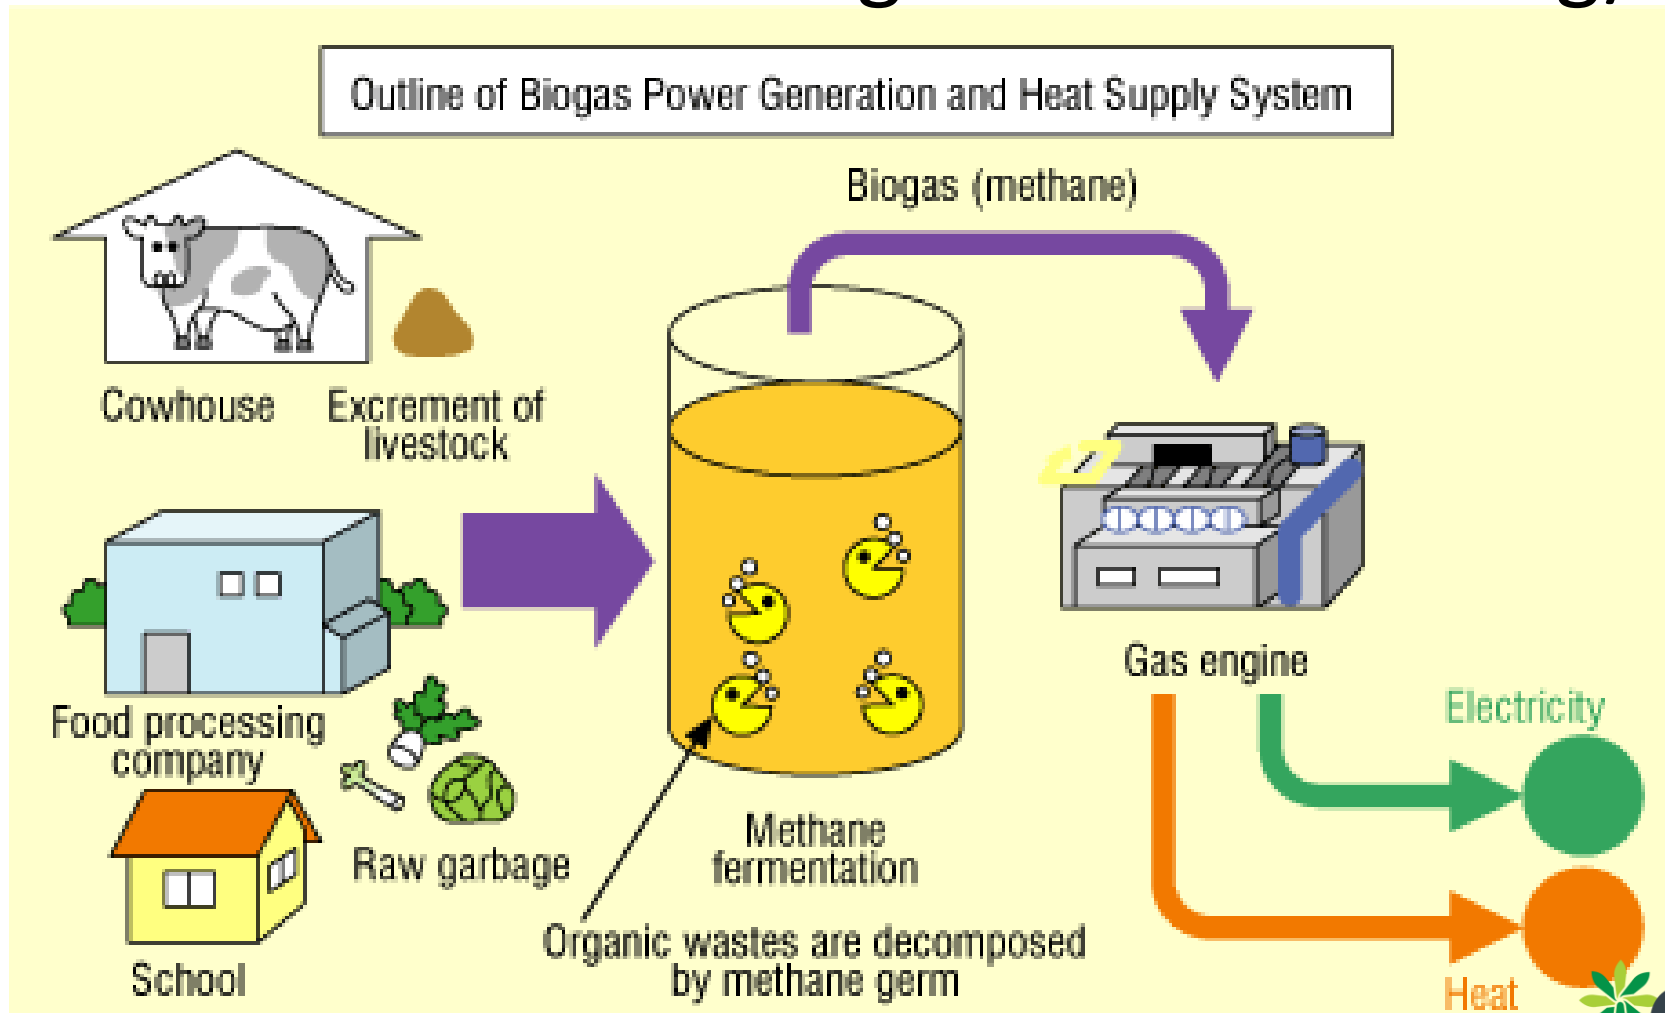 Outline of Biogas Power Generation and Heat Supply System
Biogas (methane)
Cowhouse
Excrement of
livestock
Food processing
company
Raw garbage
School
Methane
fermentation
Organic wastes are decomposed
by methane germ
Gas engine
Electricity
Heat